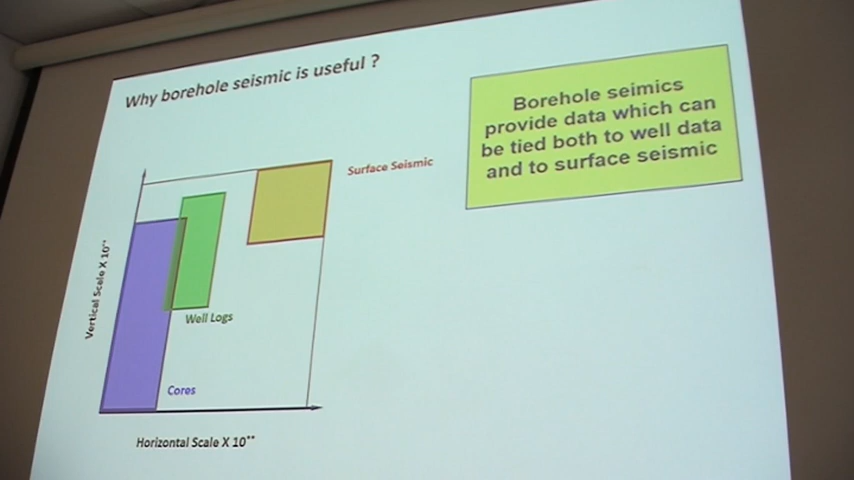 Why borehole seismic is useful ?
Borehole seimics
provide data which can
be tied both to well data
and to surface seismic
Surface Seismic
Vertical Scale X 10**
Well Logs
Cores
Horizontal Scale X 10**